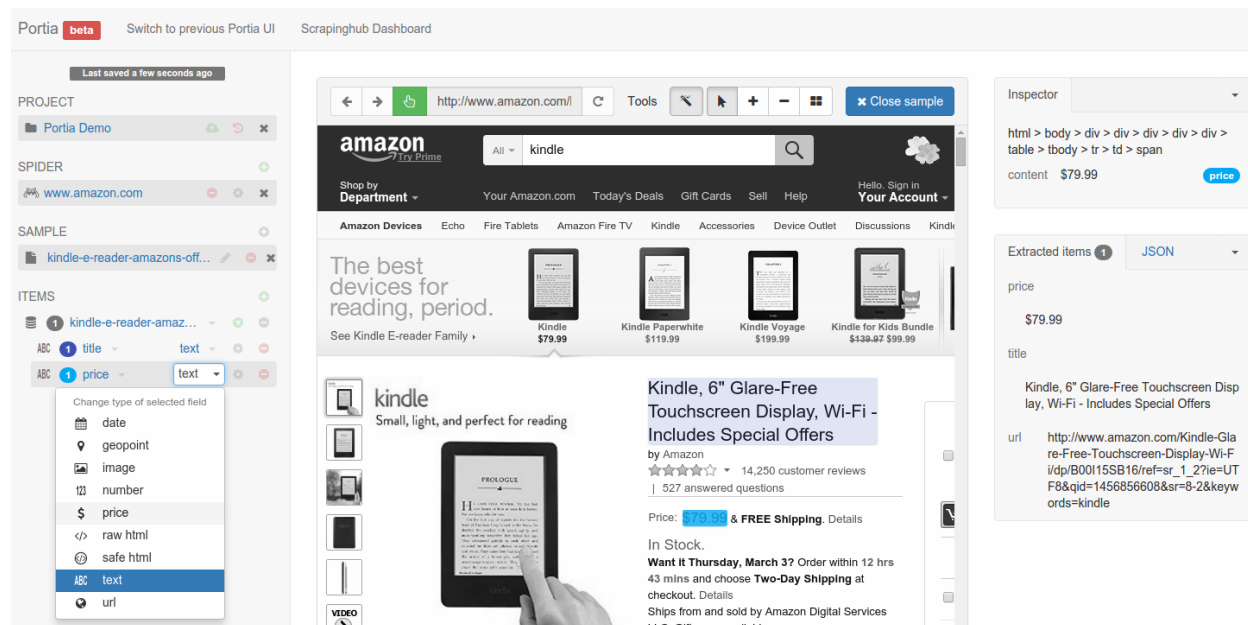 Portia beta Switch to previous Portia UI Scrapinghub Dashboard
Last saved a few seconds ago
PROJECT
Portia Demo
SPIDER
www.amazon.com
SAMPLE
kindle-e-reader-amazons-off...
ITEMS
1 kindle-e-reader-amaz...
ABC 1 title text
ABC 1 price text
Change type of selected field
date
geopoint
image
123 number
$ price
</> raw html
safe html
ABC text
url
http://www.amazon.com/l Tools Close sample
amazon
Try Prime
All kindle
Shop by
Department
Your Amazon.com Today's Deals Gift Cards Sell Help
Hello. Sign in
Your Account
Amazon Devices Echo Fire Tablets Amazon Fire TV Kindle Accessories Device Outlet Discussions Kindle
The best
devices for
reading, period.
See Kindle E-reader Family
Kindle
$79.99
Kindle Paperwhite
$119.99
Kindle Voyage
$199.99
Kindle for Kids Bundle
$139.97 $99.99
kindle
Small, light, and perfect for reading
PROLOGUE
kindle
VIDEO
Kindle, 6" Glare-Free
Touchscreen Display, Wi-Fi -
Includes Special Offers
by Amazon
14,250 customer reviews
| 527 answered questions
Price: $79.99 & FREE Shipping. Details
In Stock.
Want it Thursday, March 3? Order within 12 hrs
43 mins and choose Two-Day Shipping at
checkout. Details
Ships from and sold by Amazon Digital Services
Inspector
html > body > div > div > div > div > div >
table > tbody > tr > td > span
content $79.99 price
Extracted items 1 JSON
price
$79.99
title
Kindle, 6" Glare-Free Touchscreen Disp
lay, Wi-Fi - Includes Special Offers
url http://www.amazon.com/Kindle-Gla
re-Free-Touchscreen-Display-Wi-F
i/dp/B00I15SB16/ref=sr_1_2?ie=UT
F8&qid=1456856608&sr=8-2&keyw
ords=kindle